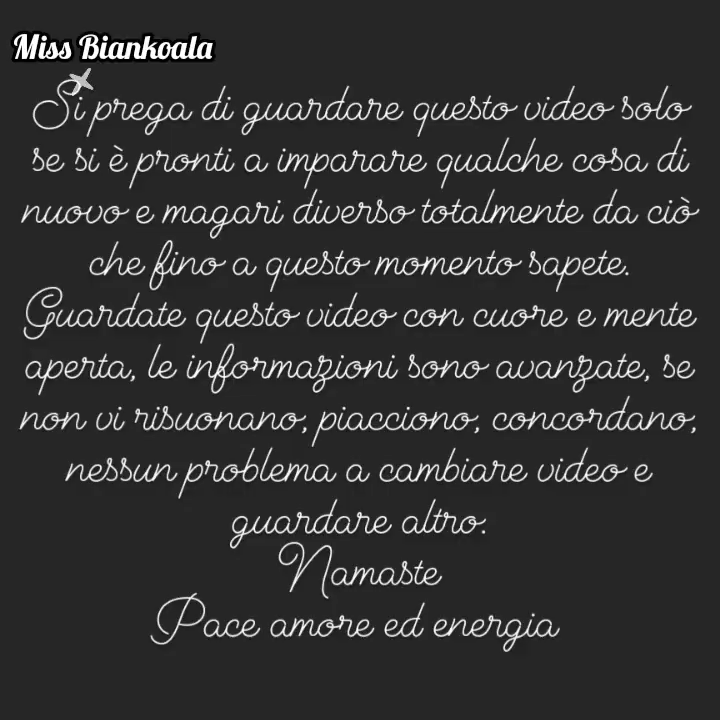 Miss Biankoala
Si prega di guardare questo video solo
se si è pronti a imparare qualche cosa di
nuovo e magari diverso totalmente da ciò
che fino a questo momento sapete.
Guardate questo video con cuore e mente
aperta, le informazioni sono avanzate, se
non vi risuonano, piacciono, concordano,
nessun problema a cambiare video e
guardare altro.
Namaste
Pace amore ed energia